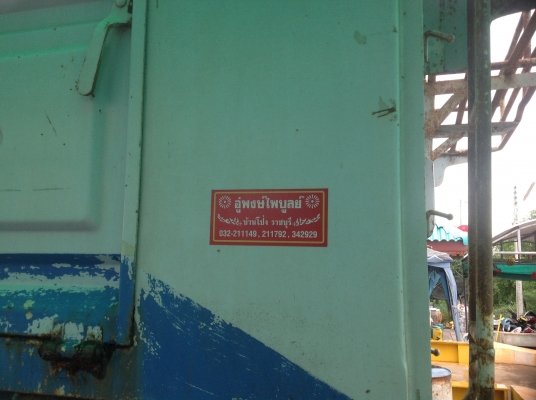 อู่พงษ์ไพบูลย์
บ้านโป่ง ราชบุรี
032-211149, 211792, 342929